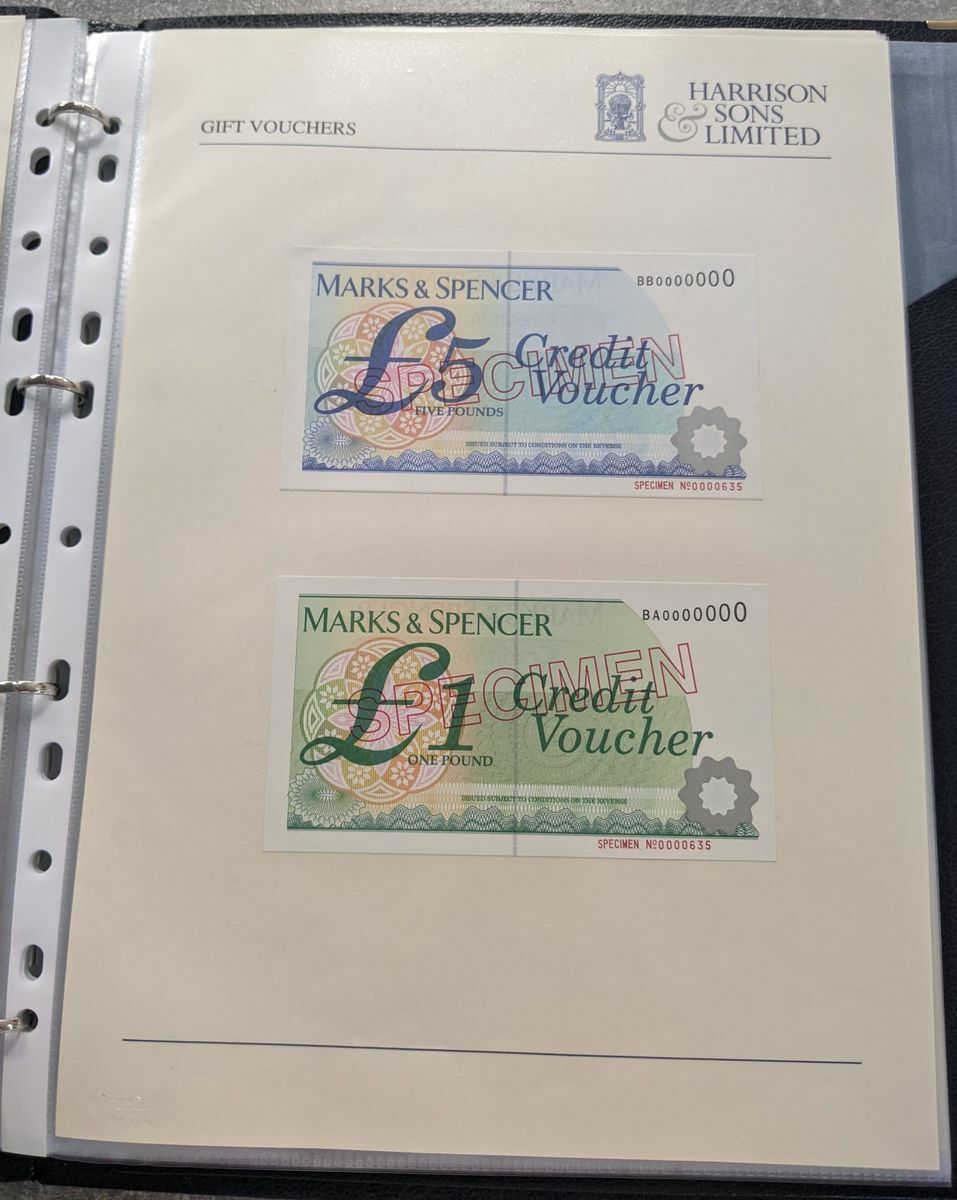 GIFT VOUCHERS
HARRISON
& SONS
LIMITED
MARKS & SPENCER
BB0000000
£5
Credit
Voucher
SPECIMEN
FIVE POUNDS
ISSUED SUBJECT TO CONDITIONS ON THE REVERSE
SPECIMEN Nº0000635
MARKS & SPENCER
BA0000000
£1
Credit
Voucher
SPECIMEN
ONE POUND
ISSUED SUBJECT TO CONDITIONS ON THE REVERSE
SPECIMEN Nº0000635